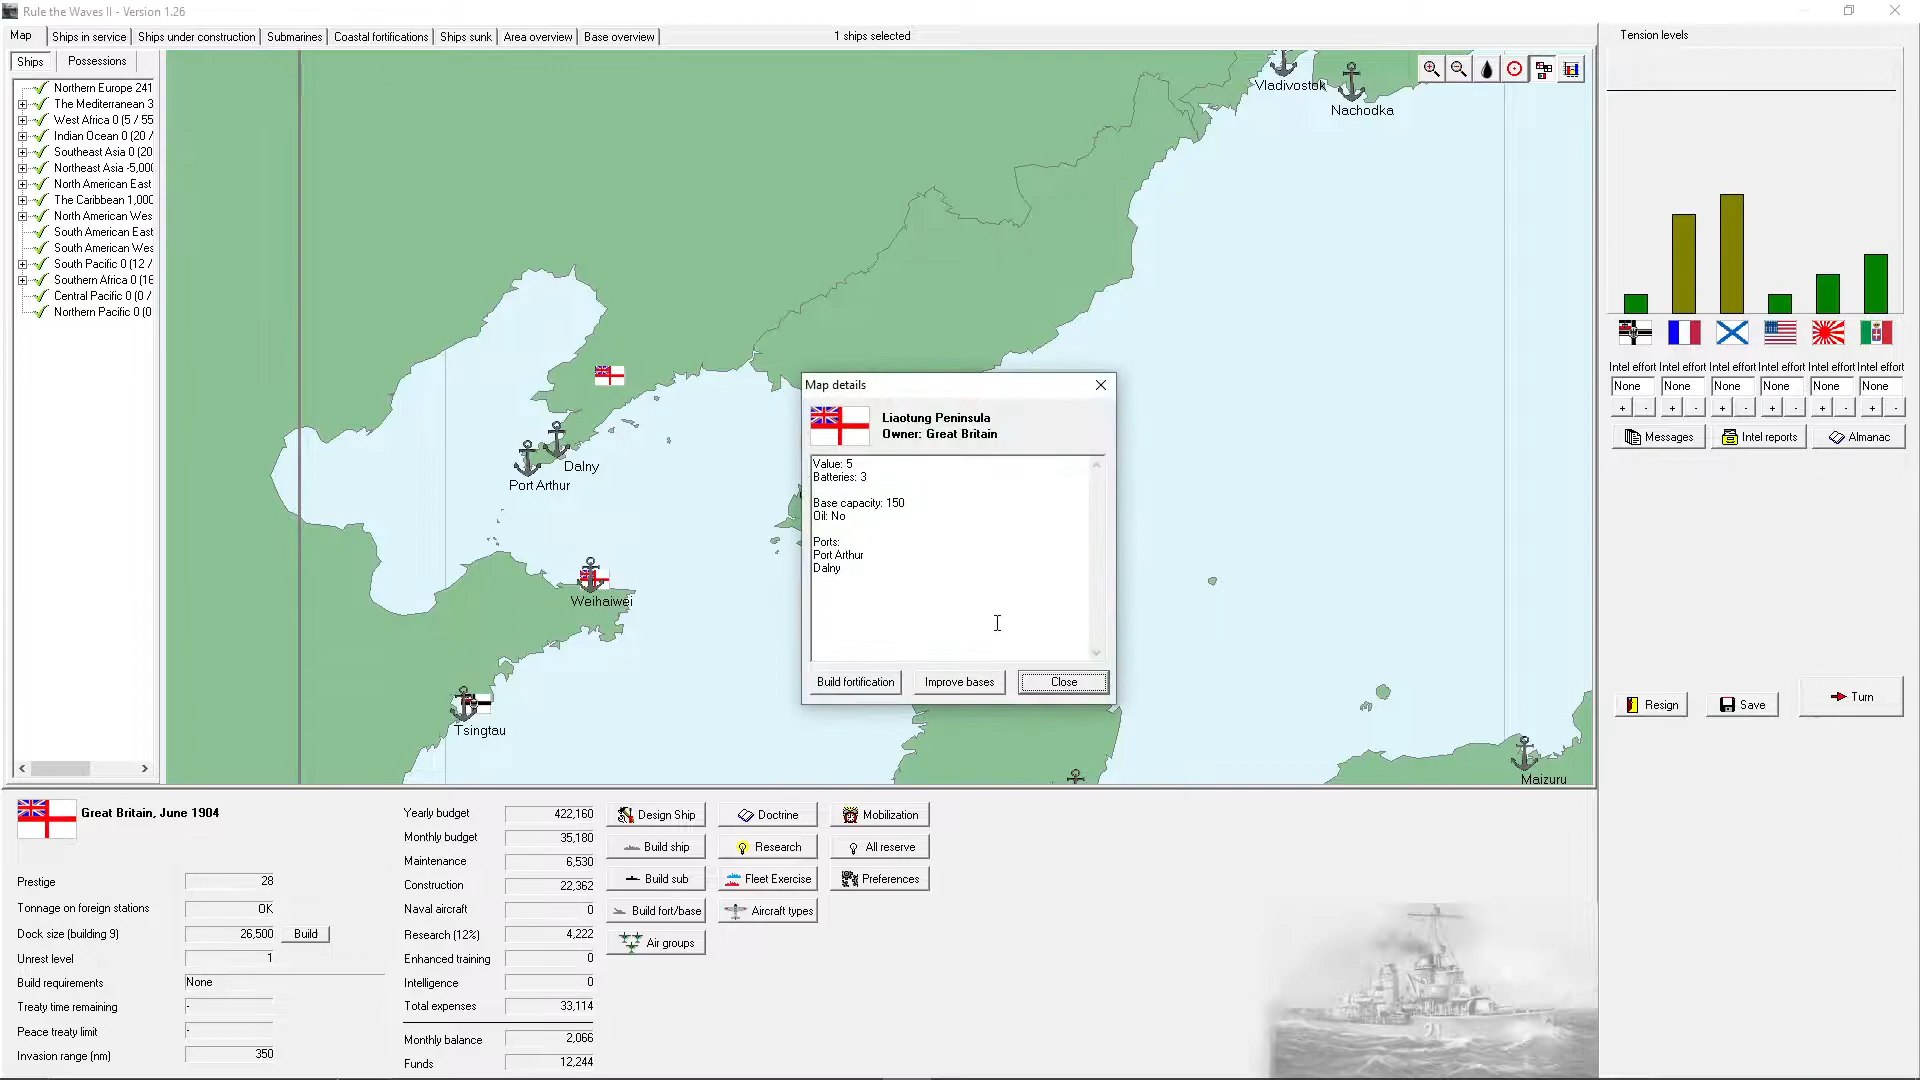 Rule the Waves II - Version 1.26
Map
Ships in service
Ships under construction
Submarines
Coastal fortifications
Ships sunk
Area overview
Base overview
1 ships selected
Tension levels
Ships
Possessions
Northern Europe 241
The Mediterranean 3
West Africa 0 (5 / 55
Indian Ocean 0 (20 /
Southeast Asia 0 (20
Northeast Asia -5,000
North American East
The Caribbean 1,000
North American Wes
South American East
South American Wes
South Pacific 0 (12 /
Southern Africa 0 (16
Central Pacific 0 (0 /
Northern Pacific 0 (0
Vladivostok
Nachodka
Dalny
Port Arthur
Weihaiwei
Tsingtau
Maizuru
Map details
Liaotung Peninsula
Owner: Great Britain
Value: 5
Batteries: 3
Base capacity: 150
Oil: No
Ports:
Port Arthur
Dalny
Build fortification
Improve bases
Close
Intel effort Intel effort Intel effort Intel effort Intel effort Intel effort
None None None None None None
+ - + - + - + - + - + -
Messages
Intel reports
Almanac
Resign
Save
Turn
Great Britain, June 1904
Prestige 28
Tonnage on foreign stations OK
Dock size (building 9) 26,500 Build
Unrest level 1
Build requirements None
Treaty time remaining -
Peace treaty limit -
Invasion range (nm) 350
Yearly budget 422,160
Monthly budget 35,180
Maintenance 6,530
Construction 22,362
Naval aircraft 0
Research (12%) 4,222
Enhanced training 0
Intelligence 0
Total expenses 33,114
Monthly balance 2,066
Funds 12,244
Design Ship
Doctrine
Mobilization
Build ship
Research
All reserve
Build sub
Fleet Exercise
Preferences
Build fort/base
Aircraft types
Air groups